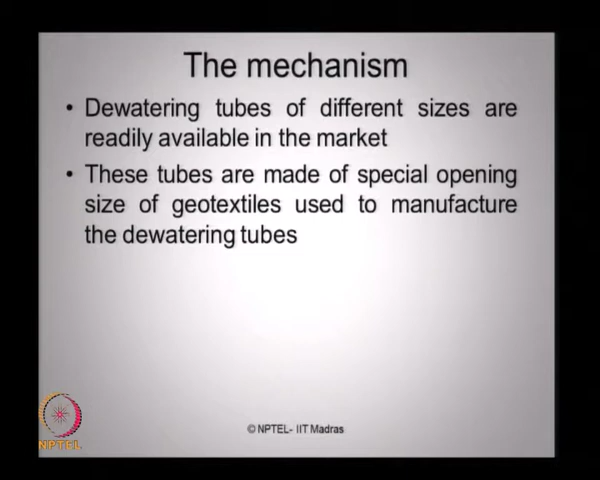 The mechanism
• Dewatering tubes of different sizes are
readily available in the market
• These tubes are made of special opening
size of geotextiles used to manufacture
the dewatering tubes
NPTEL
© NPTEL- IIT Madras